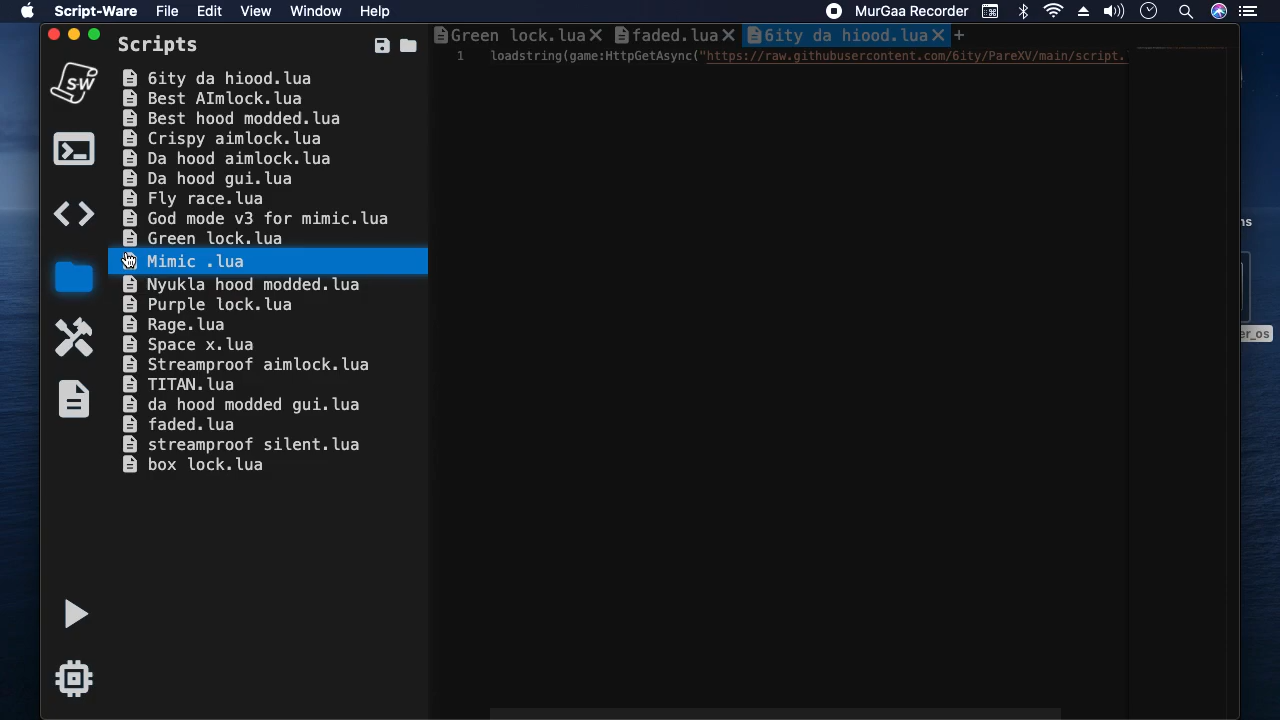 Script-Ware File Edit View Window Help MurGaa Recorder
Scripts
Green lock.lua faded.lua 6ity da hiood.lua +
1 loadstring(game:HttpGetAsync("https://raw.githubusercontent.com/6ity/PareXV/main/script.
S-W
6ity da hiood.lua
Best AImlock.lua
Best hood modded.lua
Crispy aimlock.lua
Da hood aimlock.lua
Da hood gui.lua
Fly race.lua
God mode v3 for mimic.lua
Green lock.lua
Mimic .lua
Nyukla hood modded.lua
Purple lock.lua
Rage.lua
Space x.lua
Streamproof aimlock.lua
TITAN.lua
da hood modded gui.lua
faded.lua
streamproof silent.lua
box lock.lua
ns
er_os